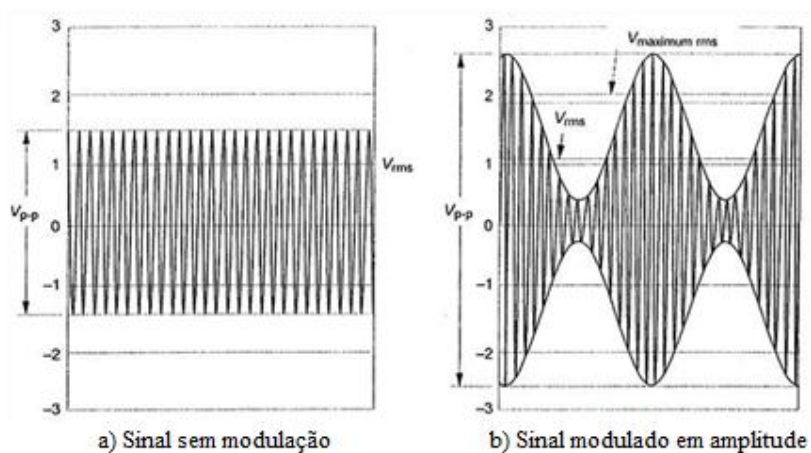 3
2
1
0
–1
–2
–3
Vp-p
Vrms
a) Sinal sem modulação
3
2
1
0
–1
–2
–3
Vp-p
Vmaximum rms
Vrms
b) Sinal modulado em amplitude